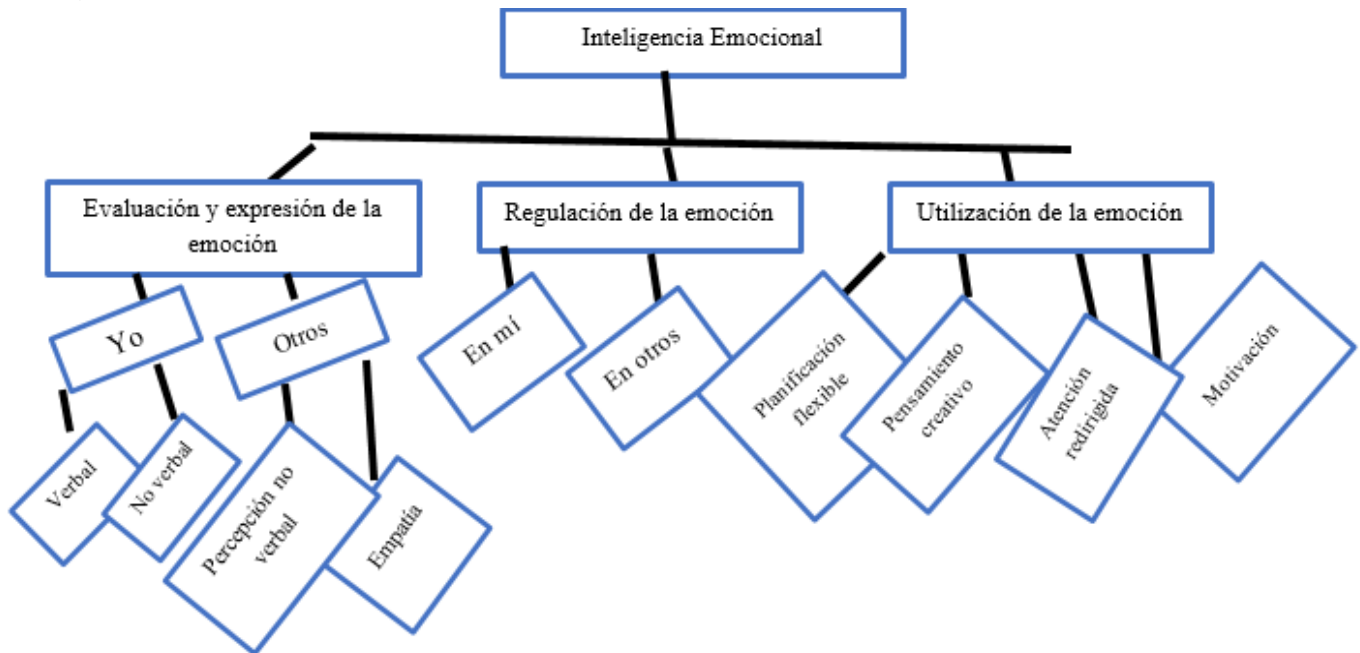 Inteligencia Emocional
Evaluación y expresión de la
emoción
Regulación de la emoción
Utilización de la emoción
Yo
Otros
En mí
En otros
Planificación
flexible
Pensamiento
creativo
Atención
redirigida
Motivación
Verbal
No verbal
Percepción no
verbal
Empatía